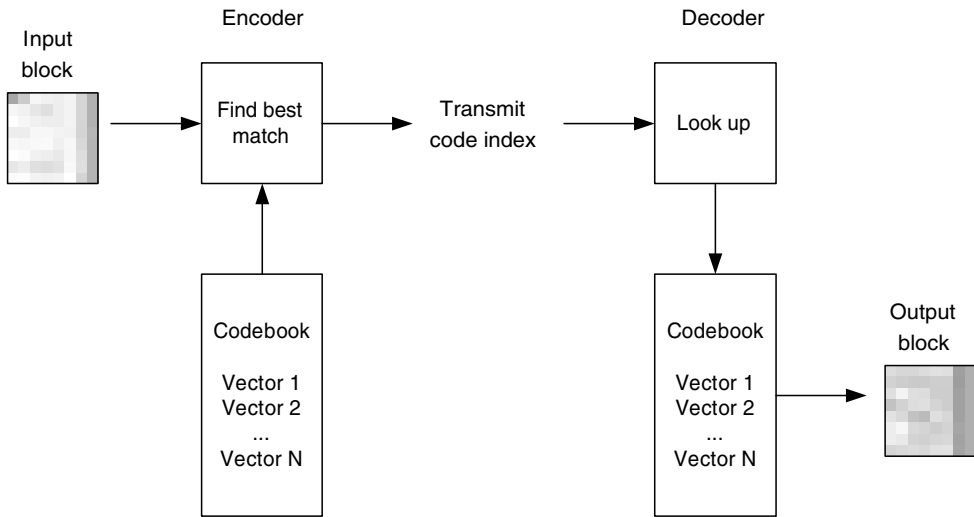 Encoder
Decoder
Input
block
Find best
match
Transmit
code index
Look up
Codebook
Vector 1
Vector 2
...
Vector N
Codebook
Vector 1
Vector 2
...
Vector N
Output
block